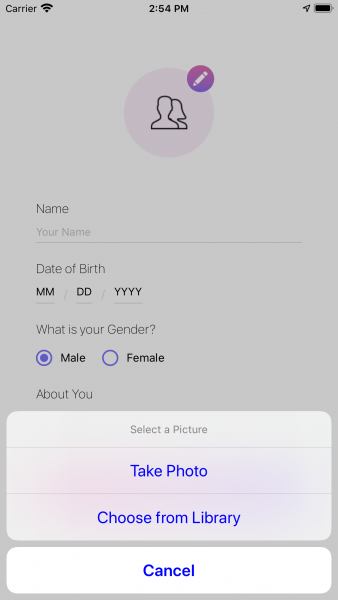 Carrier 2:54 PM
Name
Your Name
Date of Birth
MM / DD / YYYY
What is your Gender?
Male Female
About You
Select a Picture
Take Photo
Choose from Library
Cancel